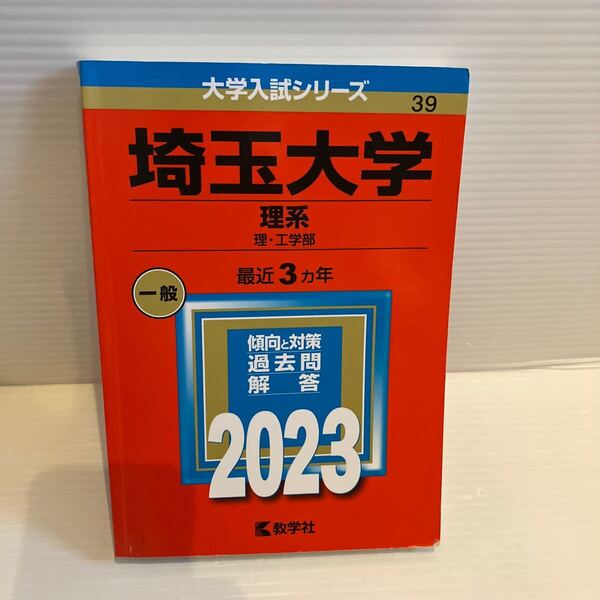 大学入試シリーズ
39
埼玉大学
理系
理・工学部
最近3ヵ年
一般
傾向と対策
過去問
解答
2023
教学社